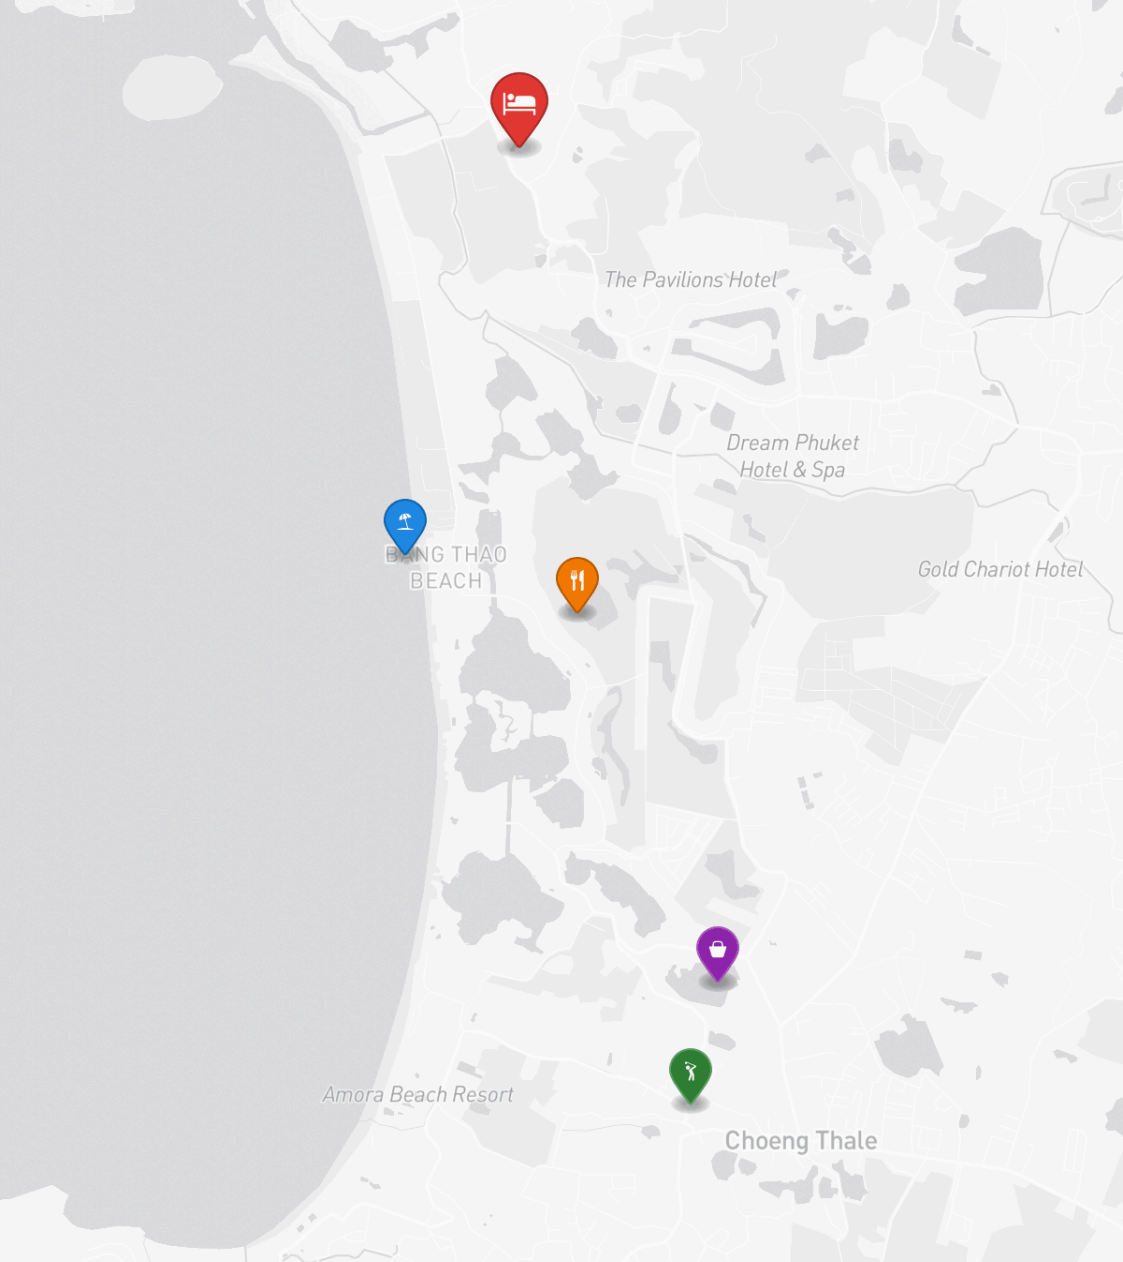 The Pavilions Hotel
Dream Phuket
Hotel & Spa
BANG THAO
BEACH
Gold Chariot Hotel
Amora Beach Resort
Choeng Thale